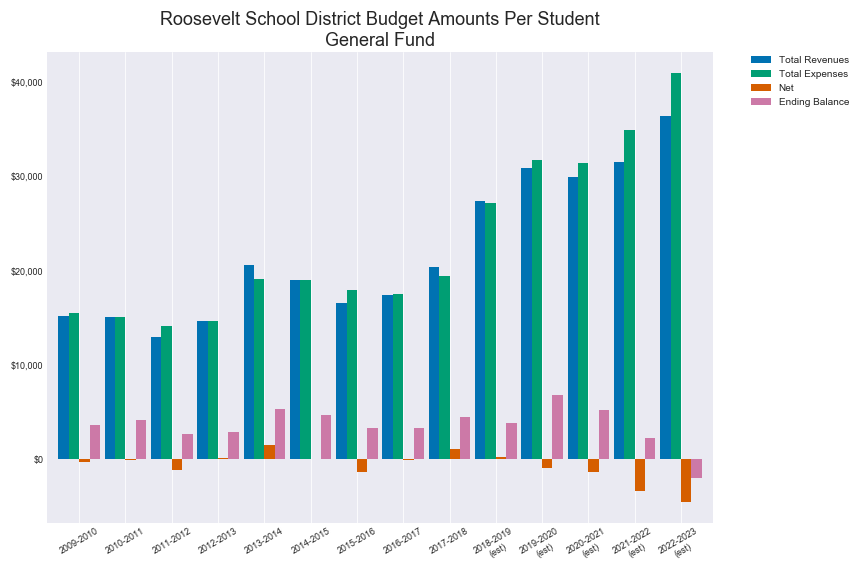 Roosevelt School District Budget Amounts Per Student
General Fund
Total Revenues
Total Expenses
Net
Ending Balance
$40,000
$30,000
$20,000
$10,000
$0
2009-2010
2010-2011
2011-2012
2012-2013
2013-2014
2014-2015
2015-2016
2016-2017
2017-2018
2018-2019
(est)
2019-2020
(est)
2020-2021
(est)
2021-2022
(est)
2022-2023
(est)